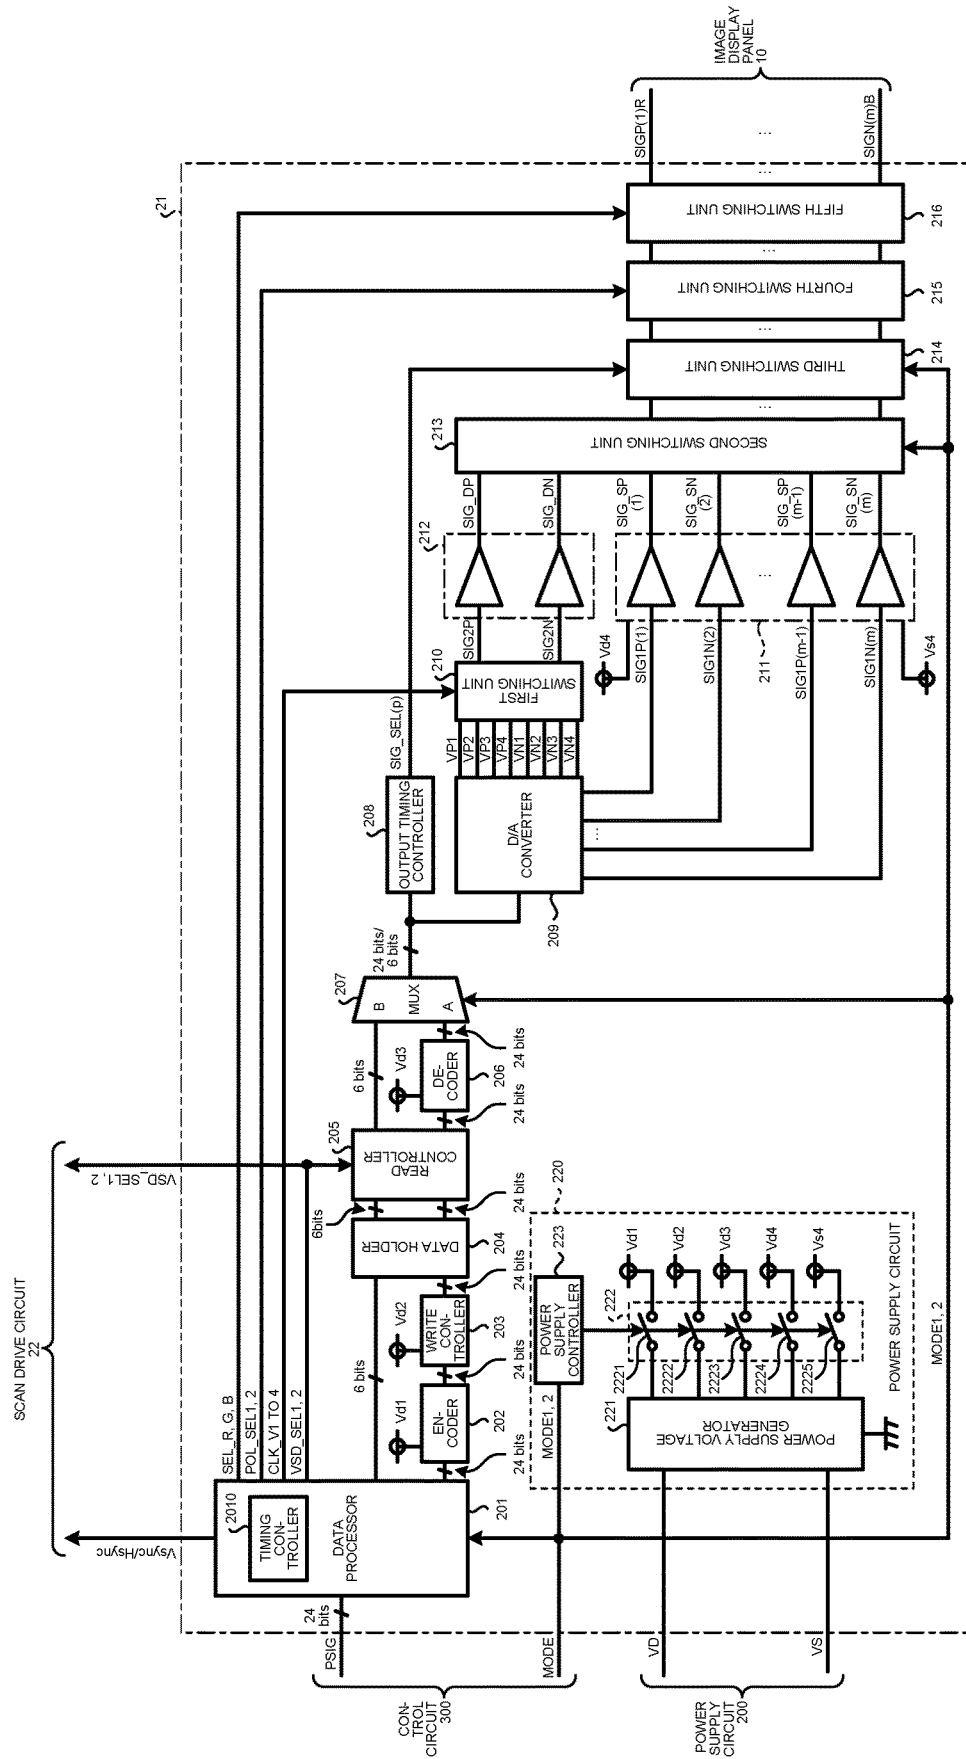 SCAN DRIVE CIRCUIT
22
Vsync/Hsync
VSD_SEL1, 2
21
CON-
TROL
CIRCUIT
300
PSIG
24
bits
MODE
POWER
SUPPLY
CIRCUIT
200
VD
VS
2010
TIMING
CON-
TROLLER
DATA
PROCESSOR
201
SEL_R, G, B
POL_SEL1, 2
CLK_V1 TO 4
VSD_SEL1, 2
24 bits
Vd1
EN-
CODER
202
24 bits
6 bits
Vd2
WRITE CON-
TROLLER
203
24 bits
DATA HOLDER
204
6bits
24 bits
205
READ
CONTROLLER
24 bits
6 bits
Vd3
DE-
CODER
206
24 bits
207
B
MUX
A
24 bits/
6 bits
208
OUTPUT TIMING
CONTROLLER
SIG_SEL(p)
D/A
CONVERTER
209
...
VP1
VP2
VP3
VP4
VN1
VN2
VN3
VN4
210
FIRST
SWITCHING UNIT
SIG2P
SIG2N
212
SIG_DP
SIG_DN
Vd4
SIG1P(1)
SIG1N(2)
SIG1P(m-1)
SIG1N(m)
Vs4
211
...
SIG_SP
(1)
SIG_SN
(2)
SIG_SP
(m-1)
SIG_SN
(m)
213
SECOND SWITCHING UNIT
...
THIRD SWITCHING UNIT
214
...
FOURTH SWITCHING UNIT
215
...
FIFTH SWITCHING UNIT
216
...
SIGP(1)R
...
...
SIGN(m)B
IMAGE
DISPLAY
PANEL
10
MODE1, 2
POWER
SUPPLY
CONTROLLER
223
220
221
POWER SUPPLY VOLTAGE
GENERATOR
222
2221
2222
2223
2224
2225
Vd1
Vd2
Vd3
Vd4
Vs4
POWER SUPPLY CIRCUIT
MODE1, 2